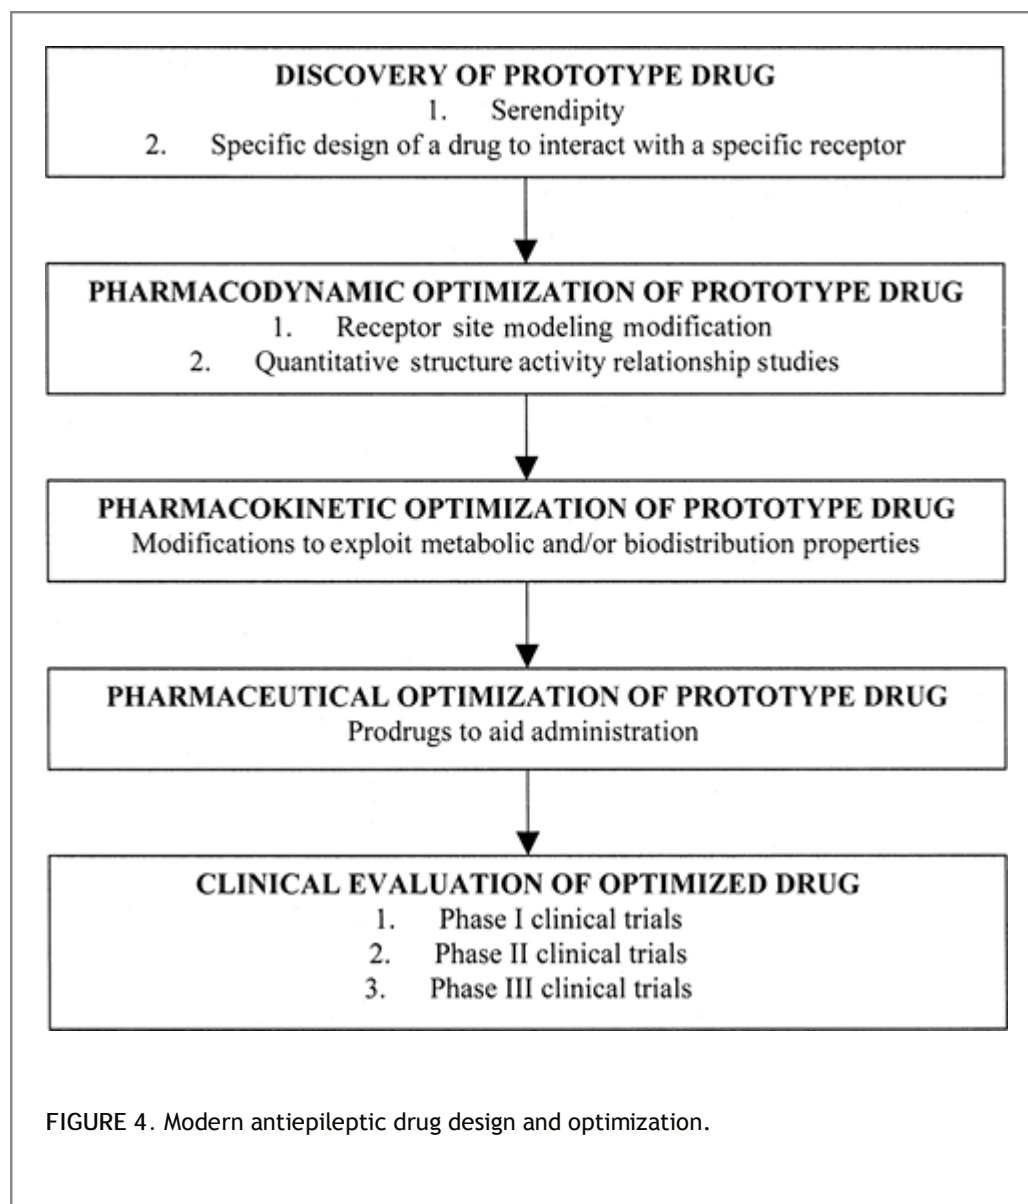 DISCOVERY OF PROTOTYPE DRUG
1. Serendipity
2. Specific design of a drug to interact with a specific receptor
PHARMACODYNAMIC OPTIMIZATION OF PROTOTYPE DRUG
1. Receptor site modeling modification
2. Quantitative structure activity relationship studies
PHARMACOKINETIC OPTIMIZATION OF PROTOTYPE DRUG
Modifications to exploit metabolic and/or biodistribution properties
PHARMACEUTICAL OPTIMIZATION OF PROTOTYPE DRUG
Prodrugs to aid administration
CLINICAL EVALUATION OF OPTIMIZED DRUG
1. Phase I clinical trials
2. Phase II clinical trials
3. Phase III clinical trials
FIGURE 4. Modern antiepileptic drug design and optimization.